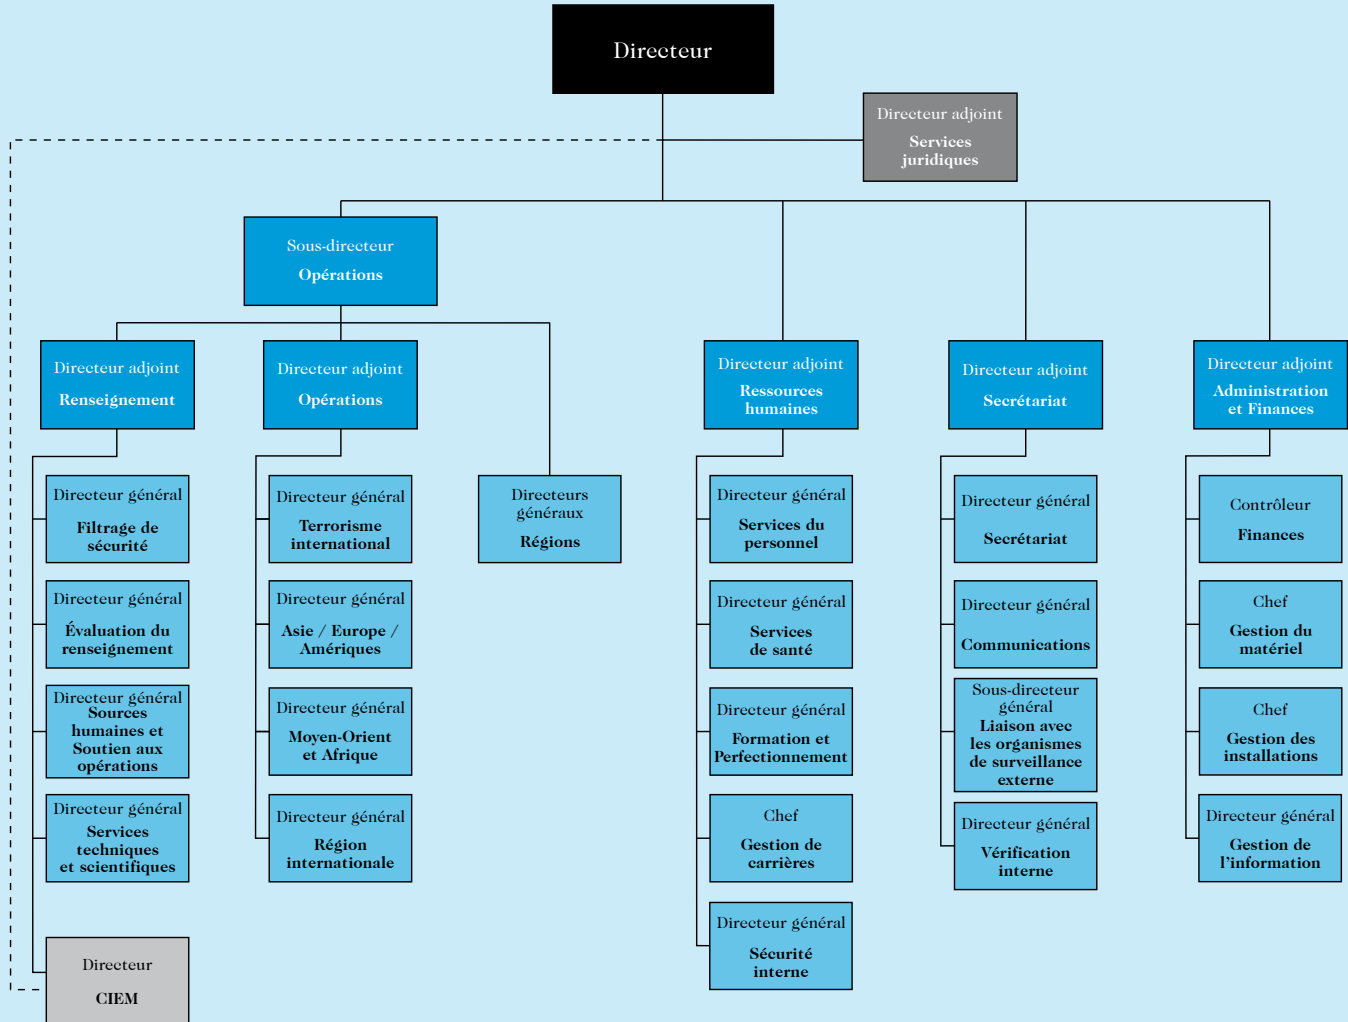 Directeur
Directeur adjoint
Services
juridiques
Sous-directeur
Opérations
Directeur adjoint
Renseignement
Directeur adjoint
Opérations
Directeur adjoint
Ressources
humaines
Directeur adjoint
Secrétariat
Directeur adjoint
Administration
et Finances
Directeur général
Filtrage de
sécurité
Directeur général
Évaluation du
renseignement
Directeur général
Sources
humaines et
Soutien aux
opérations
Directeur général
Services
techniques
et scientifiques
Directeur
CIEM
Directeur général
Terrorisme
international
Directeur général
Asie / Europe /
Amériques
Directeur général
Moyen-Orient
et Afrique
Directeur général
Région
internationale
Directeurs
généraux
Régions
Directeur général
Services du
personnel
Directeur général
Services
de santé
Directeur général
Formation et
Perfectionnement
Chef
Gestion de
carrières
Directeur général
Sécurité
interne
Directeur général
Secrétariat
Directeur général
Communications
Sous-directeur
général
Liaison avec
les organismes
de surveillance
externe
Directeur général
Vérification
interne
Contrôleur
Finances
Chef
Gestion du
matériel
Chef
Gestion des
installations
Directeur général
Gestion de
l'information